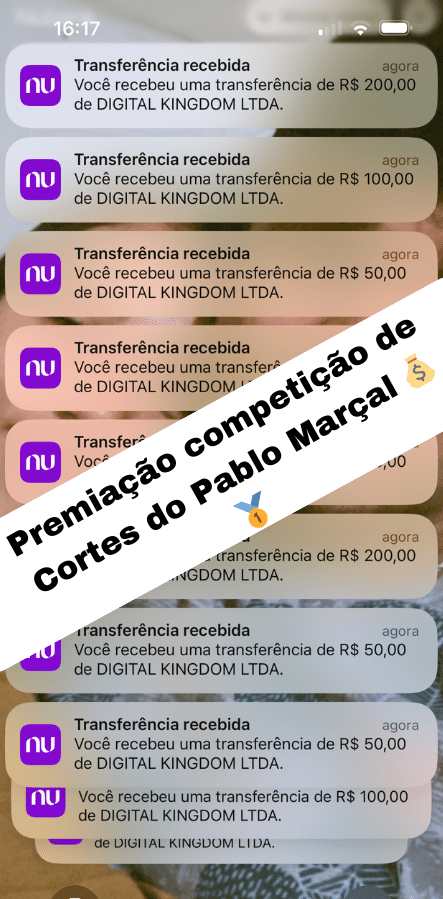 16:17
nu
Transferência recebida
agora
Você recebeu uma transferência de R$ 200,00
de DIGITAL KINGDOM LTDA.
nu
Transferência recebida
agora
Você recebeu uma transferência de R$ 100,00
de DIGITAL KINGDOM LTDA.
nu
Transferência recebida
agora
Você recebeu uma transferência de R$ 50,00
de DIGITAL KINGDOM LTDA.
nu
Transferência recebida
Você recebeu uma
de DIGITAL KINGDOM
nu
Premiação competição de
Cortes do Pablo Marçal 💰
🥇
agora
transferência de R$ 200,00
LTDA.
Transferência recebida
agora
Você recebeu uma transferência de R$ 50,00
de DIGITAL KINGDOM LTDA.
nu
Transferência recebida
agora
Você recebeu uma transferência de R$ 50,00
de DIGITAL KINGDOM LTDA.
nu
Você recebeu uma transferência de R$ 100,00
de DIGITAL KINGDOM LTDA.
de DIGITAL KINGDOM LTDA.